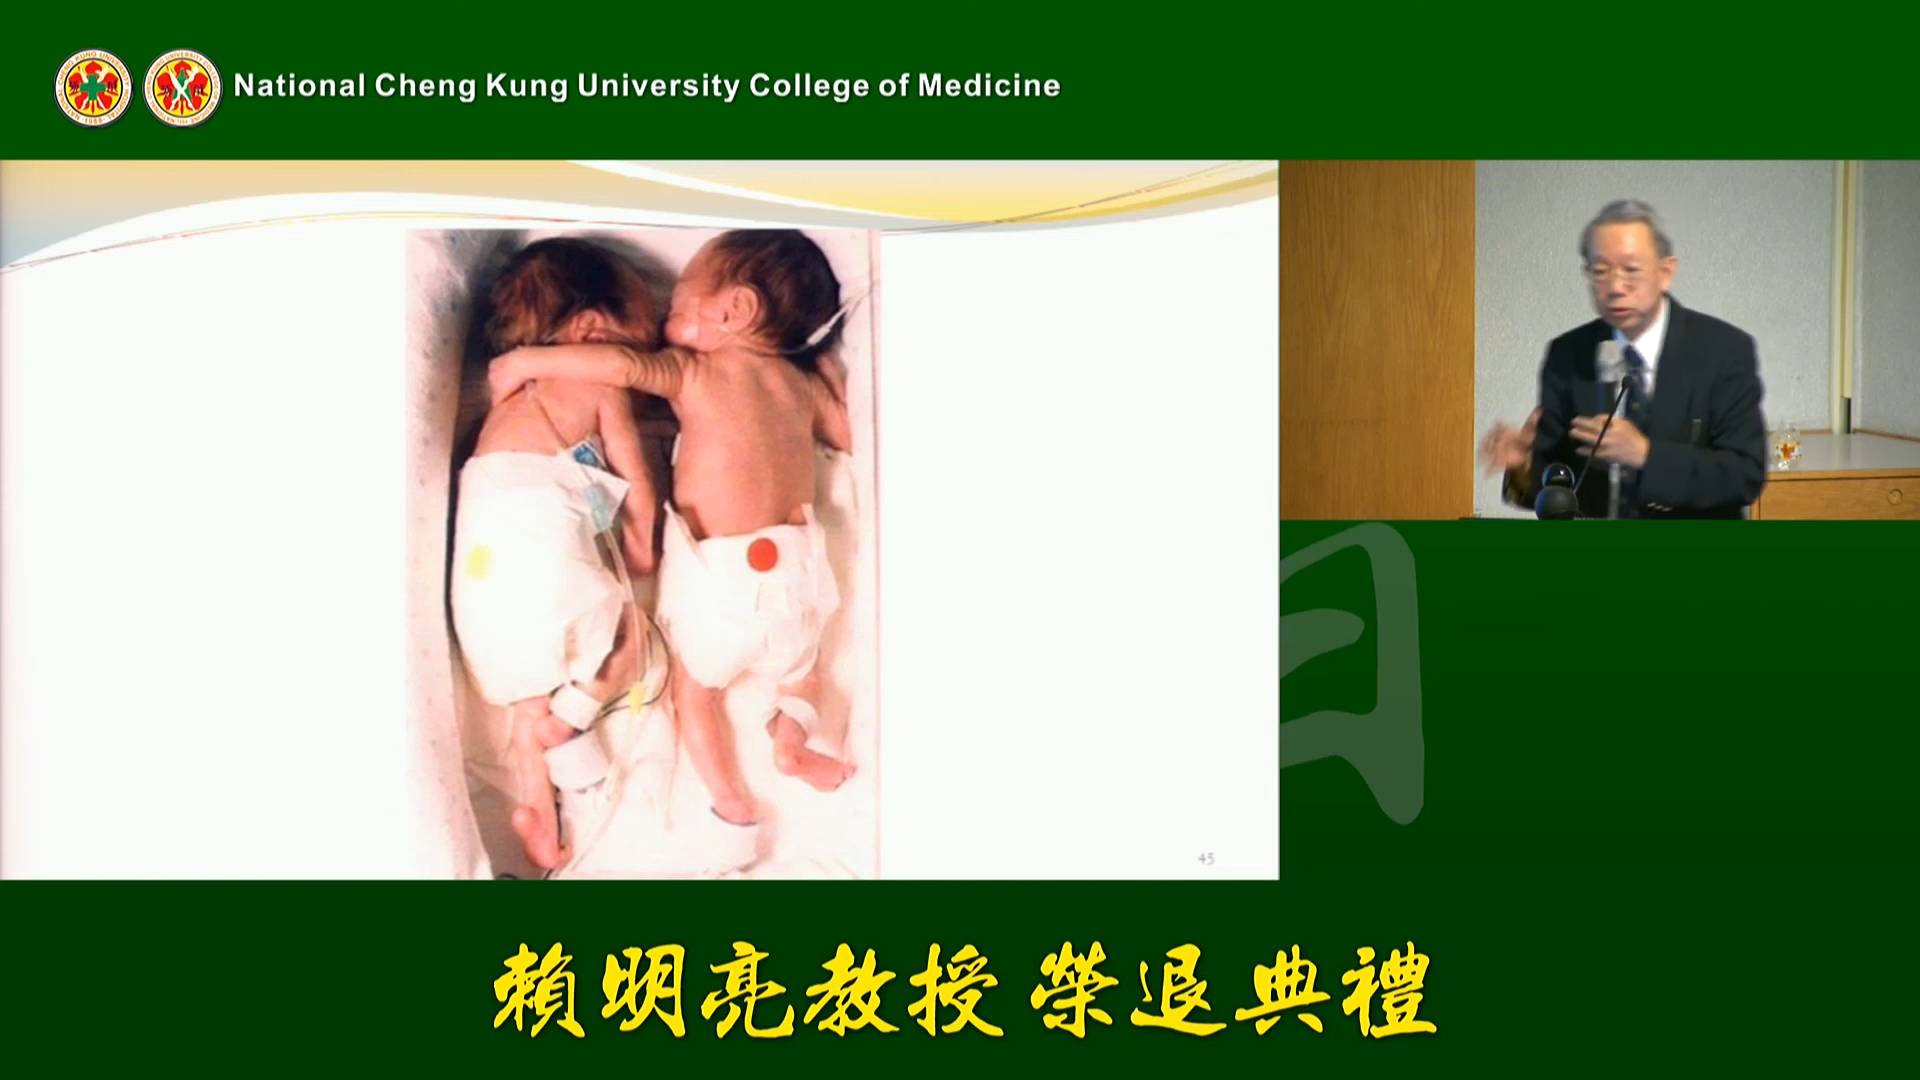 National Cheng Kung University College of Medicine
45
賴明亮教授 榮退典禮